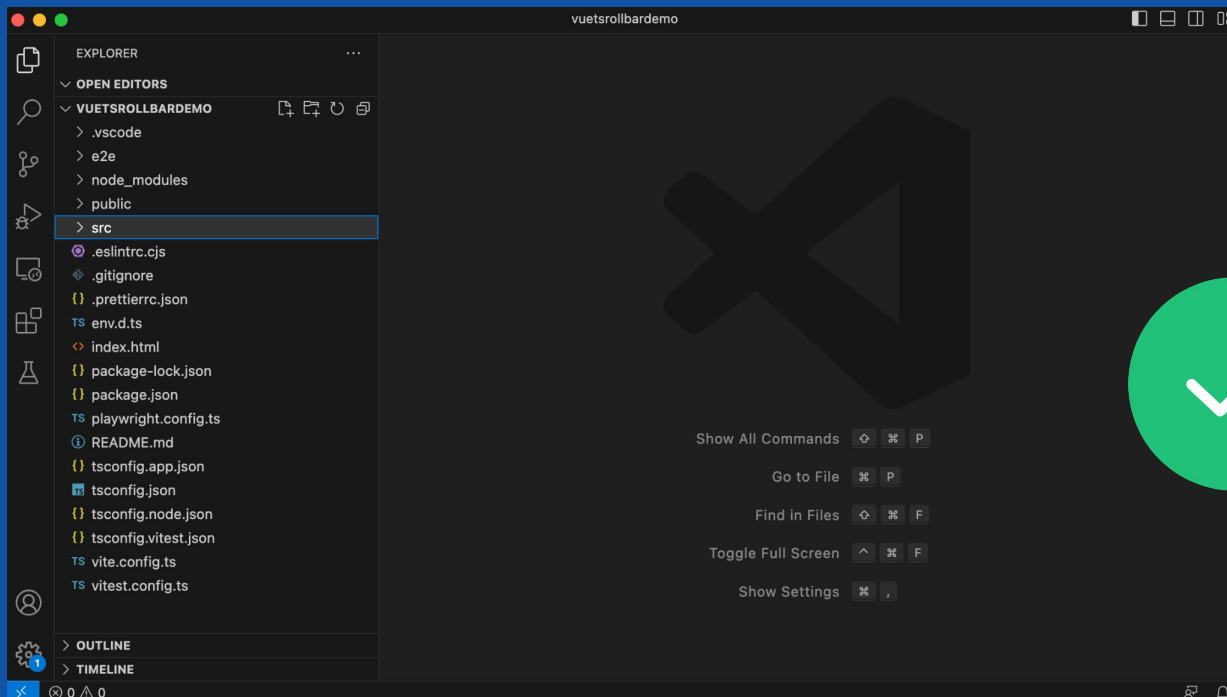 vuetsrollbardemo
EXPLORER ...
OPEN EDITORS
VUETSROLLBARDEMO
.vscode
e2e
node_modules
public
src
.eslintrc.cjs
.gitignore
{} .prettierrc.json
TS env.d.ts
<> index.html
{} package-lock.json
{} package.json
TS playwright.config.ts
README.md
{} tsconfig.app.json
TS tsconfig.json
{} tsconfig.node.json
{} tsconfig.vitest.json
TS vite.config.ts
TS vitest.config.ts
OUTLINE
1
TIMELINE
0 0
Show All Commands ⇧ ⌘ P
Go to File ⌘ P
Find in Files ⇧ ⌘ F
Toggle Full Screen ^ ⌘ F
Show Settings ⌘ ,